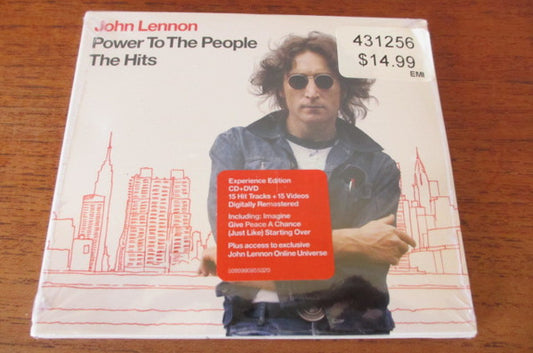 John Lennon
Power To The People
The Hits
431256
$14.99
EMI
Experience Edition
CD+DVD
15 Hit Tracks + 15 Videos
Digitally Remastered
Including: Imagine
Give Peace A Chance
(Just Like) Starting Over
Plus access to exclusive
John Lennon Online Universe